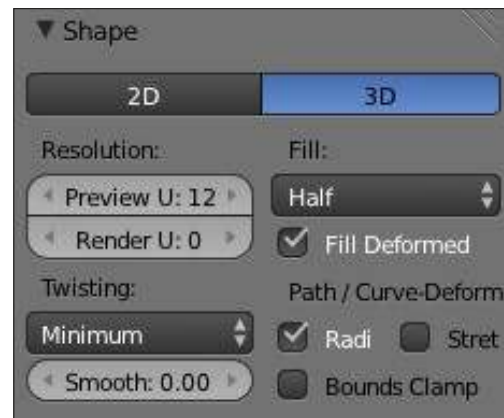 Shape
2D
3D
Resolution:
Fill:
Preview U: 12
Half
Render U: 0
Fill Deformed
Twisting:
Path / Curve-Deform
Minimum
Radi
Stret
Smooth: 0.00
Bounds Clamp